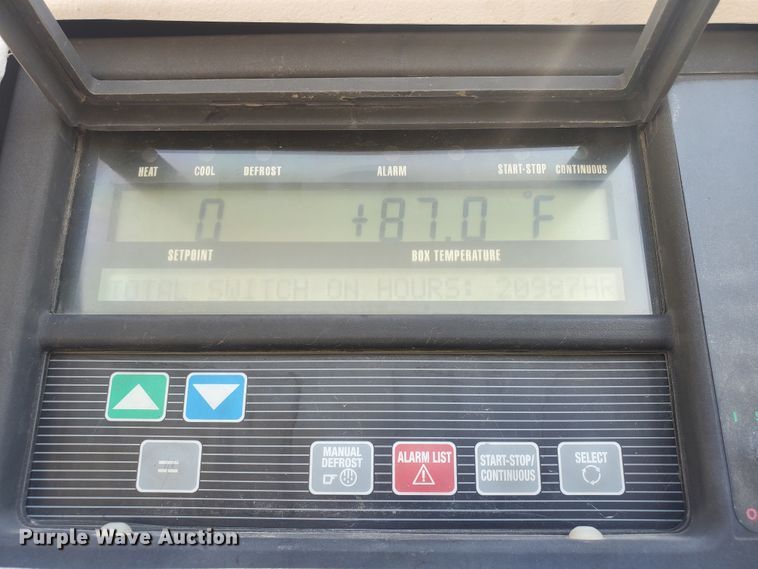 HEAT COOL DEFROST ALARM START-STOP CONTINUOUS
0 +87.0 °F
SETPOINT BOX TEMPERATURE
TOTAL SWITCH ON HOURS: 20987HR
MANUAL DEFROST
ALARM LIST
START-STOP/ CONTINUOUS
SELECT
Purple Wave Auction